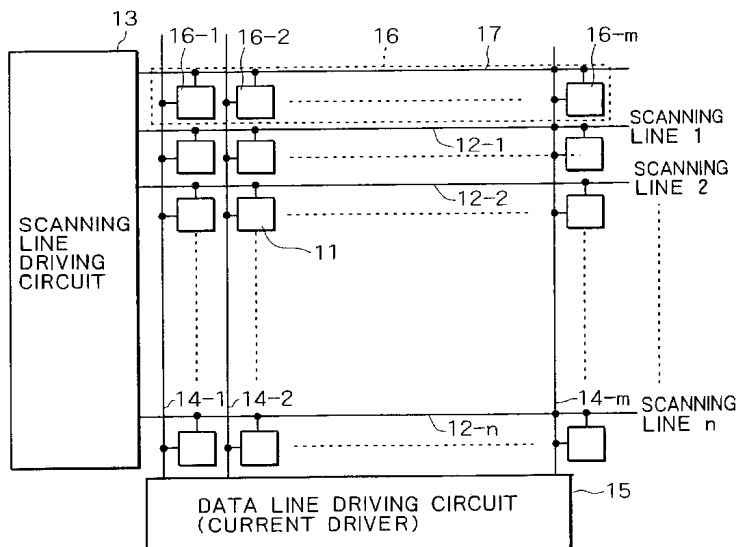 13
16-1
16-2
16
17
16-m
SCANNING
LINE 1
12-1
SCANNING
LINE 2
12-2
SCANNING
LINE
DRIVING
CIRCUIT
11
14-1
14-2
14-m
SCANNING
LINE n
12-n
15
DATA LINE DRIVING CIRCUIT
(CURRENT DRIVER)